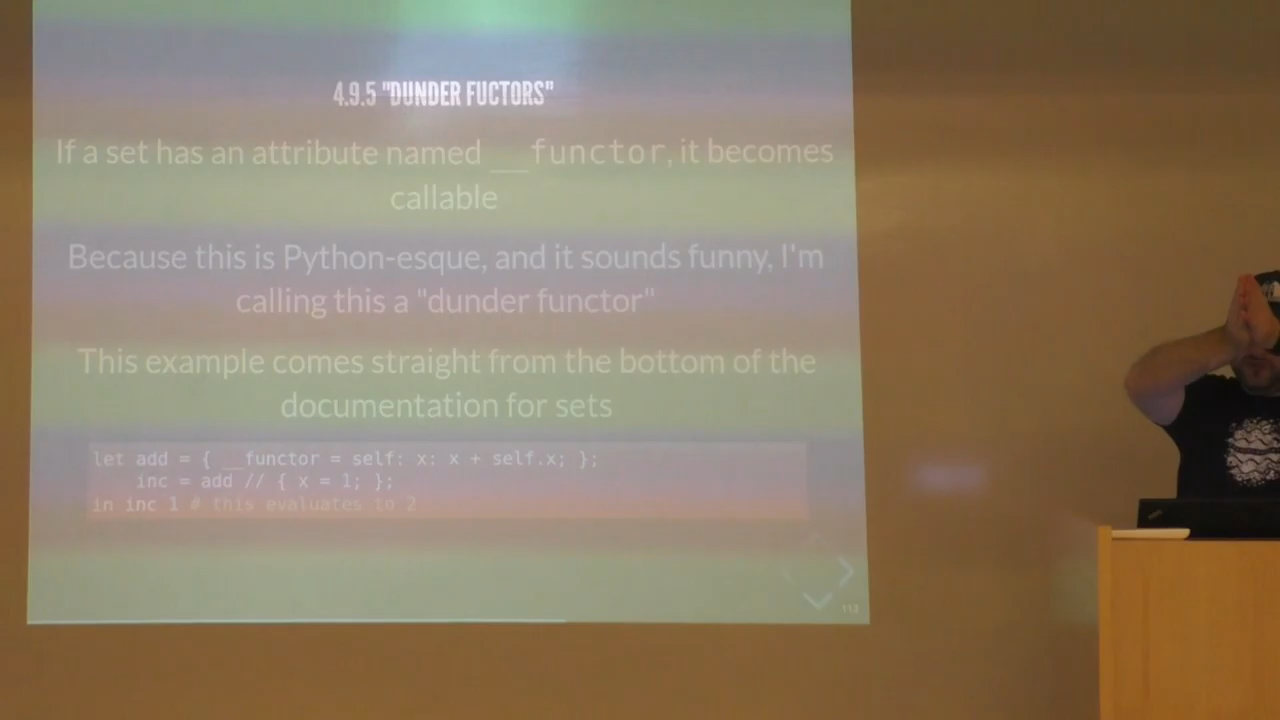 4.9.5 "DUNDER FUCTORS"
If a set has an attribute named __functor, it becomes
callable
Because this is Python-esque, and it sounds funny, I'm
calling this a "dunder functor"
This example comes straight from the bottom of the
documentation for sets
let add = { __functor = self: x: x + self.x; };
    inc = add // { x = 1; };
in inc 1 # this evaluates to 2
113